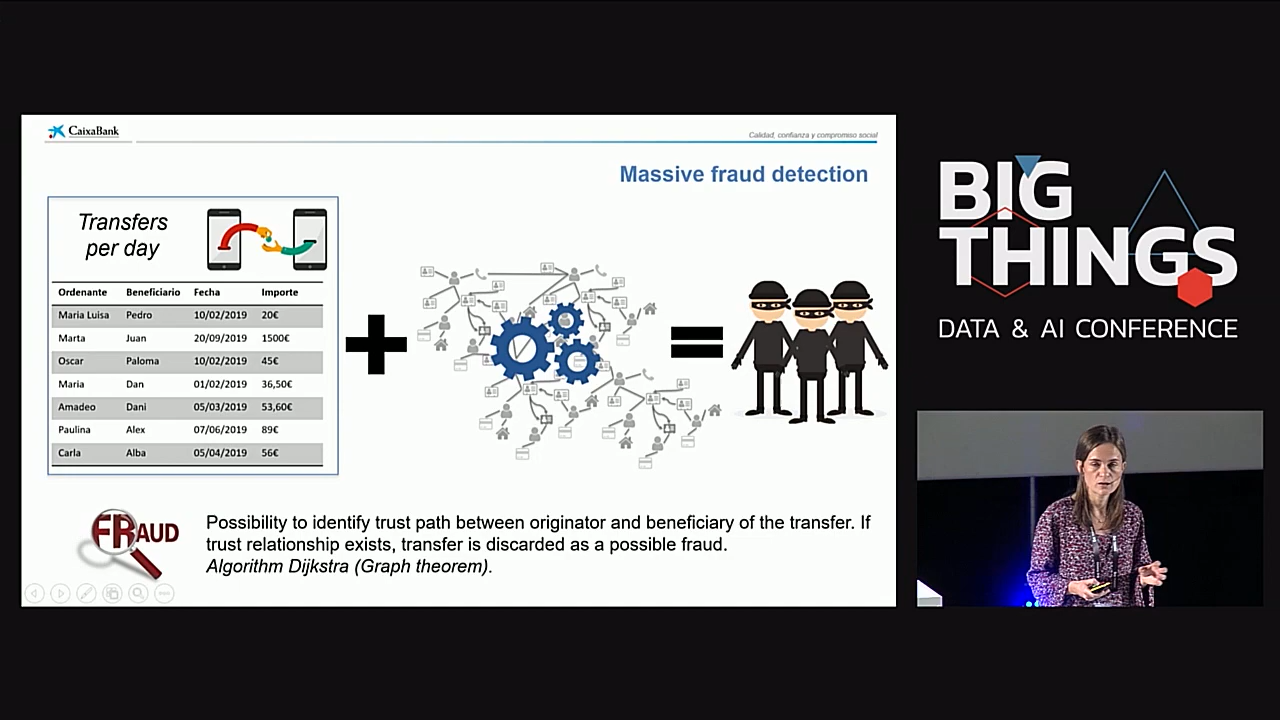 CaixaBank
Calidad, confianza y compromiso social
Massive fraud detection
Transfers
per day
Ordenante Beneficiario Fecha Importe
Maria Luisa Pedro 10/02/2019 20€
Marta Juan 20/09/2019 1500€
Oscar Paloma 10/02/2019 45€
Maria Dan 01/02/2019 36,50€
Amadeo Dani 05/03/2019 53,60€
Paulina Alex 07/06/2019 89€
Carla Alba 05/04/2019 56€
FRAUD
Possibility to identify trust path between originator and beneficiary of the transfer. If
trust relationship exists, transfer is discarded as a possible fraud.
Algorithm Dijkstra (Graph theorem).
BIG
THINGS
DATA & AI CONFERENCE